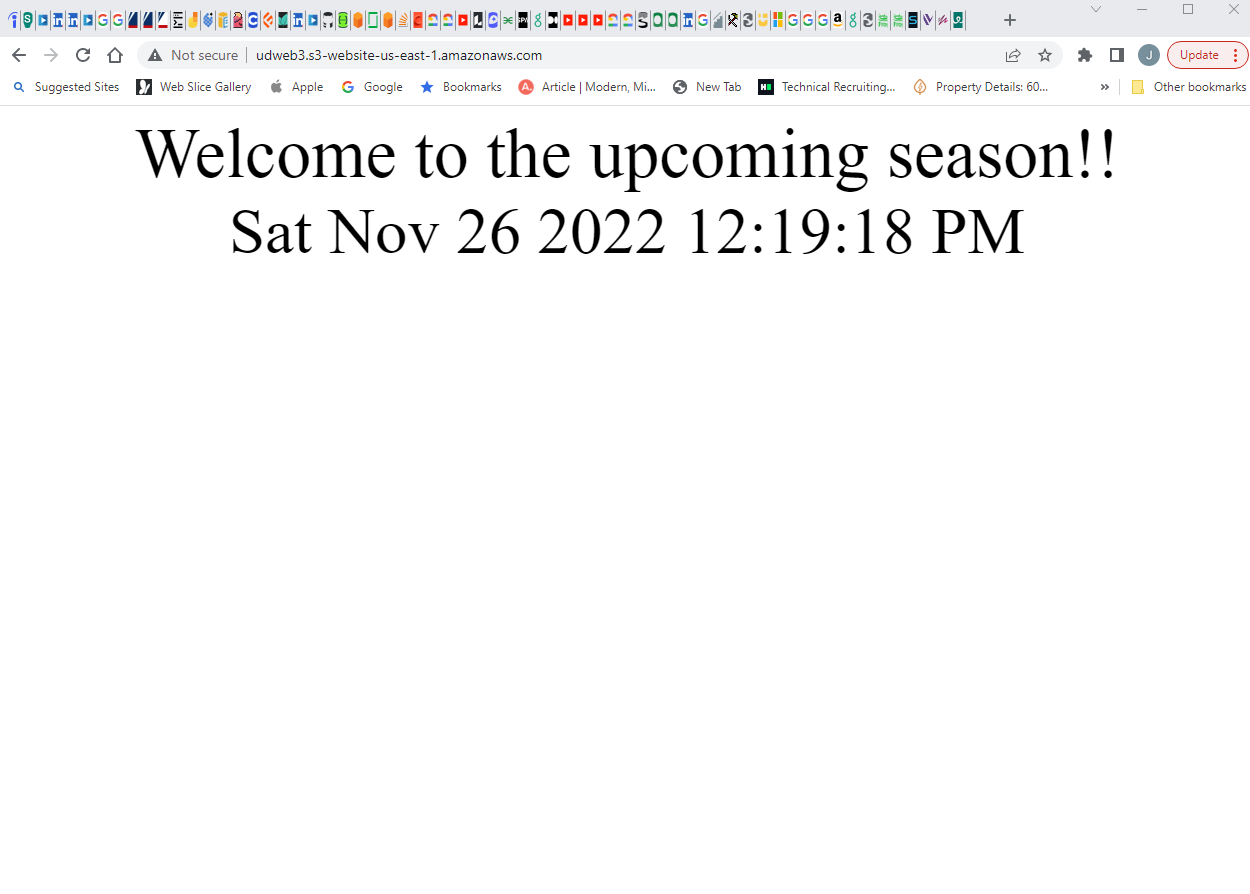 Not secure udweb3.s3-website-us-east-1.amazonaws.com J Update
Suggested Sites Web Slice Gallery Apple Google Bookmarks A. Article | Modern, Mi... New Tab Technical Recruiting... Property Details: 60... » Other bookmarks
Welcome to the upcoming season!!
Sat Nov 26 2022 12:19:18 PM